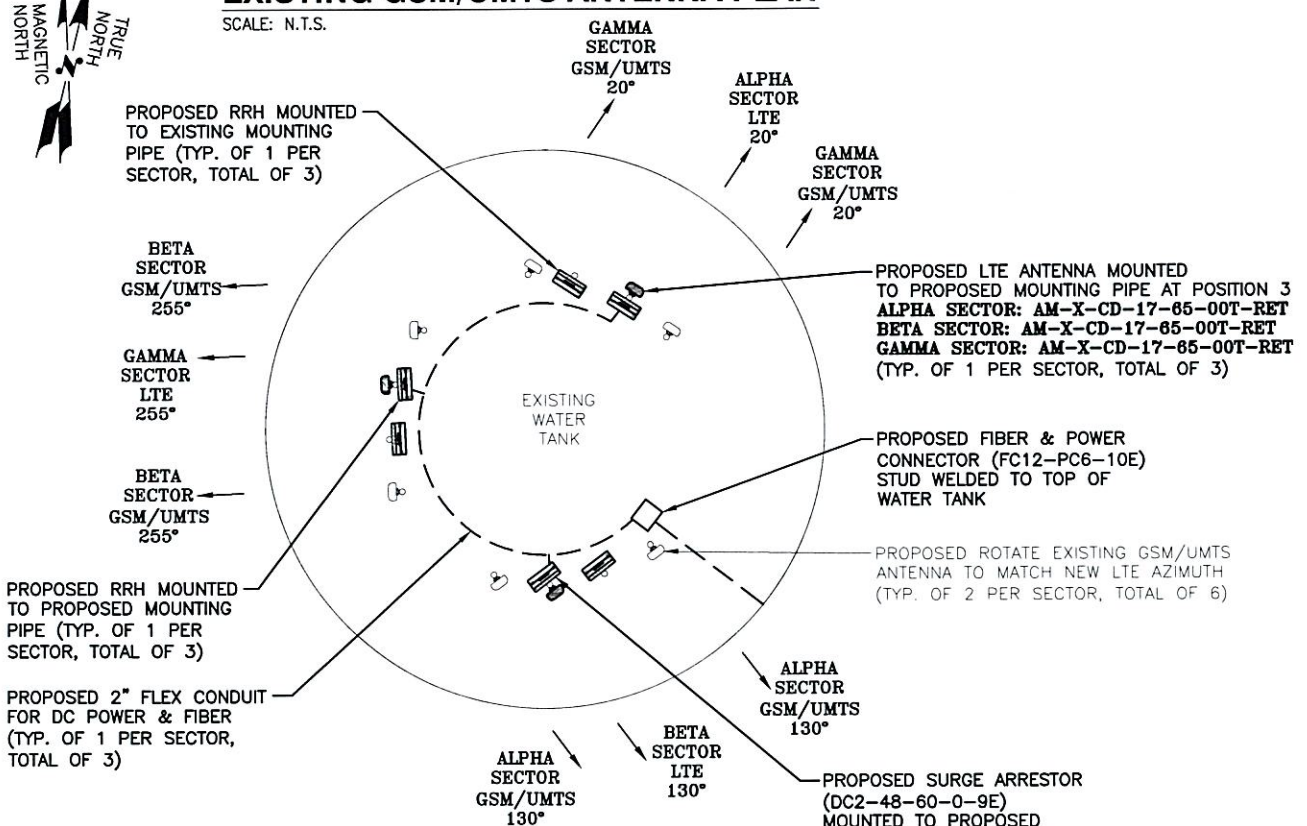 EXISTING GSM/UMTS ANTENNA PLAN
SCALE: N.T.S.
TRUE
NORTH
N
MAGNETIC
NORTH
GAMMA
SECTOR
GSM/UMTS
20°
ALPHA
SECTOR
LTE
20°
GAMMA
SECTOR
GSM/UMTS
20°
PROPOSED RRH MOUNTED
TO EXISTING MOUNTING
PIPE (TYP. OF 1 PER
SECTOR, TOTAL OF 3)
BETA
SECTOR
GSM/UMTS
255°
GAMMA
SECTOR
LTE
255°
BETA
SECTOR
GSM/UMTS
255°
EXISTING
WATER
TANK
PROPOSED LTE ANTENNA MOUNTED
TO PROPOSED MOUNTING PIPE AT POSITION 3
ALPHA SECTOR: AM-X-CD-17-65-00T-RET
BETA SECTOR: AM-X-CD-17-65-00T-RET
GAMMA SECTOR: AM-X-CD-17-65-00T-RET
(TYP. OF 1 PER SECTOR, TOTAL OF 3)
PROPOSED FIBER & POWER
CONNECTOR (FC12-PC6-10E)
STUD WELDED TO TOP OF
WATER TANK
PROPOSED ROTATE EXISTING GSM/UMTS
ANTENNA TO MATCH NEW LTE AZIMUTH
(TYP. OF 2 PER SECTOR, TOTAL OF 6)
PROPOSED RRH MOUNTED
TO PROPOSED MOUNTING
PIPE (TYP. OF 1 PER
SECTOR, TOTAL OF 3)
PROPOSED 2" FLEX CONDUIT
FOR DC POWER & FIBER
(TYP. OF 1 PER SECTOR,
TOTAL OF 3)
ALPHA
SECTOR
GSM/UMTS
130°
BETA
SECTOR
LTE
130°
ALPHA
SECTOR
GSM/UMTS
130°
PROPOSED SURGE ARRESTOR
(DC2-48-60-0-9E)
MOUNTED TO PROPOSED